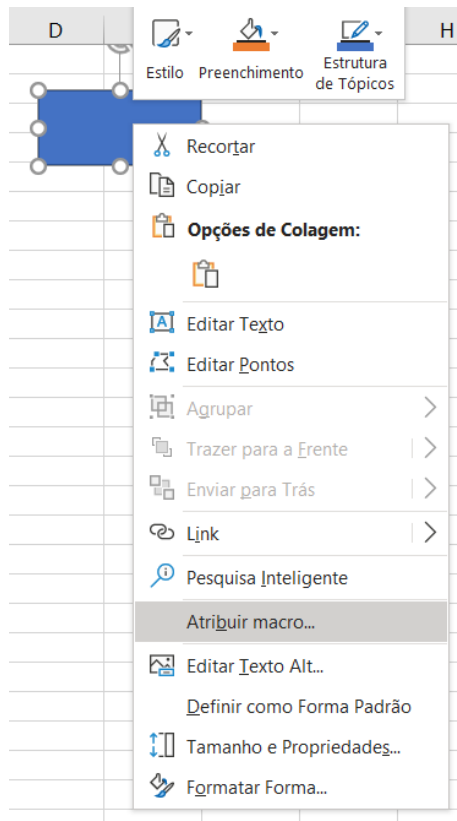 D
H
Estilo
Preenchimento
Estrutura
de Tópicos
Recortar
Copiar
Opções de Colagem:
Editar Texto
Editar Pontos
Agrupar
Trazer para a Frente
Enviar para Trás
Link
Pesquisa Inteligente
Atribuir macro...
Editar Texto Alt...
Definir como Forma Padrão
Tamanho e Propriedades...
Formatar Forma...